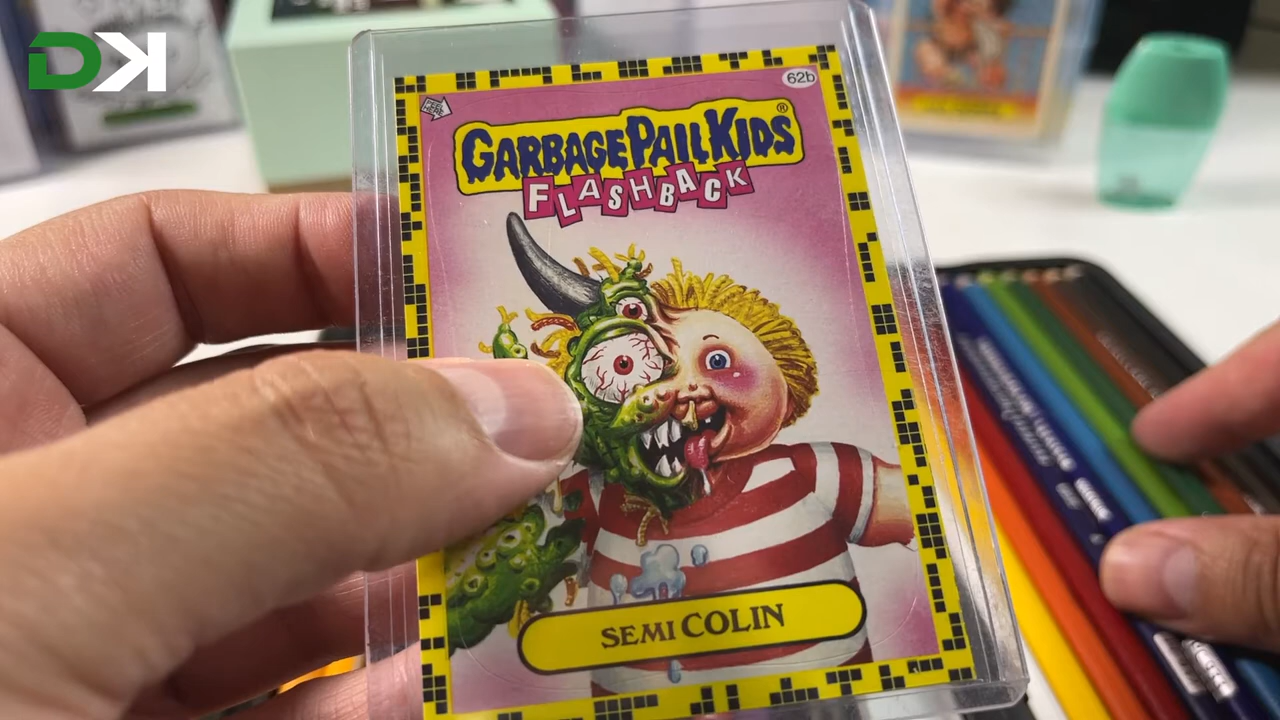 DK
62b
GARBAGE PAIL KIDS®
FLASHBACK
SEMI COLIN